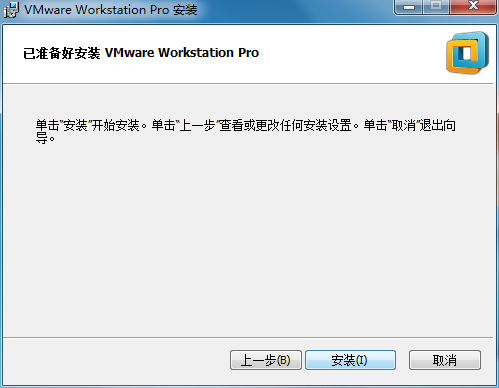 VMware Workstation Pro 安装
已准备好安装 VMware Workstation Pro
单击"安装"开始安装。单击"上一步"查看或更改任何安装设置。单击"取消"退出向
导。
上一步(B) 安装(I) 取消